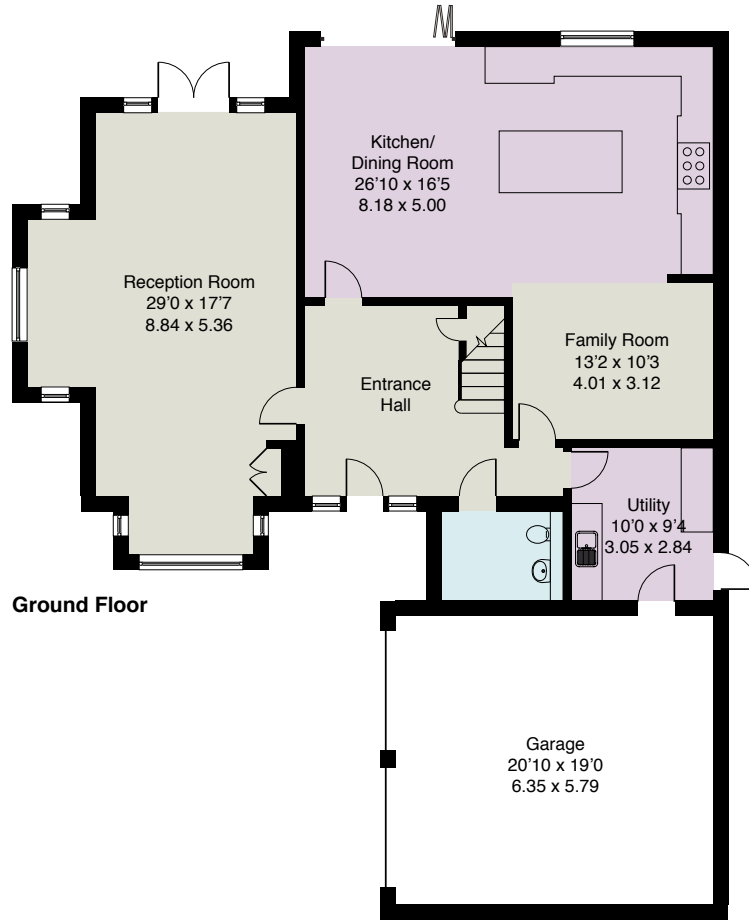 Kitchen/
Dining Room
26'10 x 16'5
8.18 x 5.00
Reception Room
29'0 x 17'7
8.84 x 5.36
Family Room
13'2 x 10'3
4.01 x 3.12
Entrance
Hall
Utility
10'0 x 9'4
3.05 x 2.84
Ground Floor
Garage
20'10 x 19'0
6.35 x 5.79